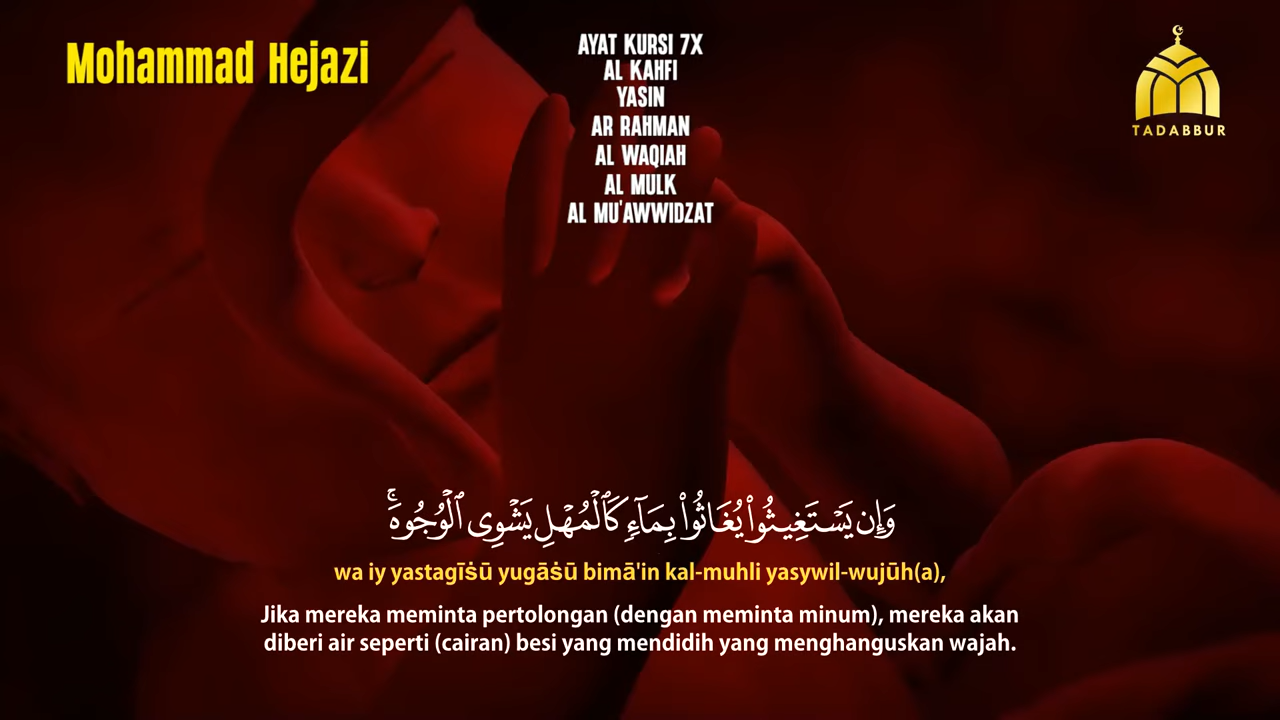 Mohammad Hejazi
AYAT KURSI 7X
AL KAHFI
YASIN
AR RAHMAN
AL WAQIAH
AL MULK
AL MU'AWWIDZAT
TADABBUR
وَإِن يَسْتَغِيثُوا۟ يُغَاثُوا۟ بِمَآءٍ كَٱلْمُهْلِ يَشْوِى ٱلْوُجُوهَ ۚ
wa iy yastagīṡū yugāṡū bimā'in kal-muhli yasywil-wujūh(a),
Jika mereka meminta pertolongan (dengan meminta minum), mereka akan
diberi air seperti (cairan) besi yang mendidih yang menghanguskan wajah.